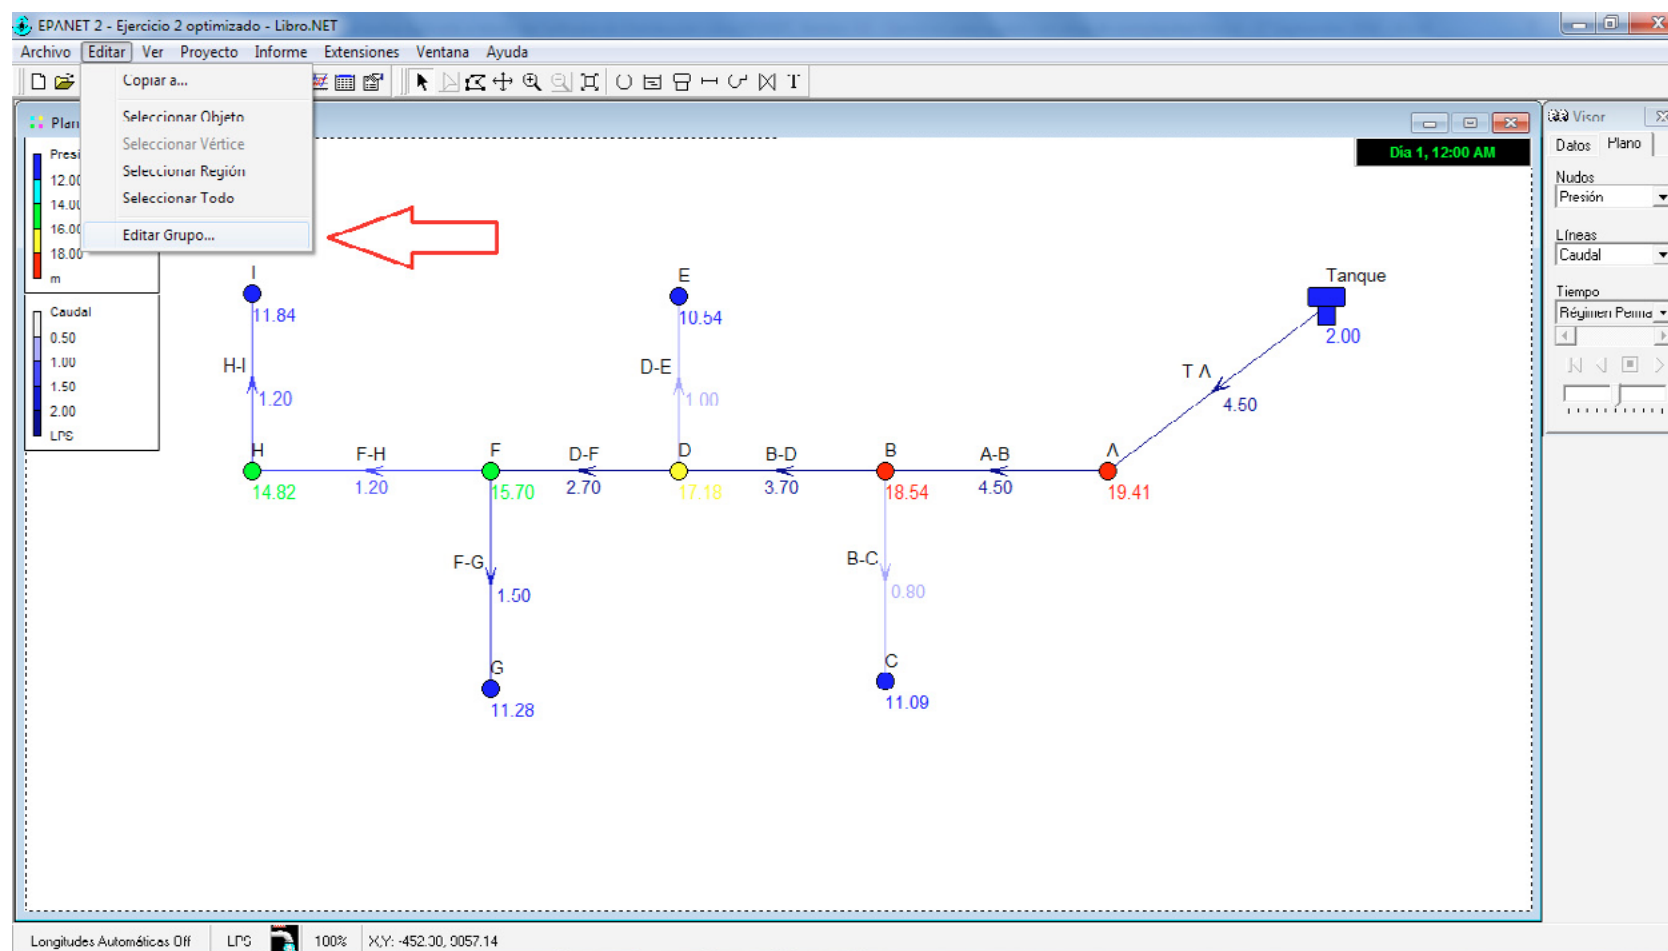 EPANET 2 - Ejercicio 2 optimizado - Libro.NET
Archivo Editar Ver Proyecto Informe Extensiones Ventana Ayuda
Copiar a...
Seleccionar Objeto
Seleccionar Vértice
Seleccionar Región
Seleccionar Todo
Editar Grupo...
T
Plan
Presi
12.00
14.00
16.00
18.00
m
Caudal
0.50
1.00
1.50
2.00
LPS
Dia 1, 12:00 AM
Visor
Datos Plano
Nudos
Presión
Líneas
Caudal
Tiempo
Régimen Perma
I
11.84
E
10.54
Tanque
2.00
H-I
1.20
D-E
1.00
T A
4.50
H
F-H
F
D-F
D
B-D
B
A-B
A
14.82
1.20
15.70
2.70
17.18
3.70
18.54
4.50
19.41
F-G
1.50
B-C
0.80
G
11.28
C
11.09
Longitudes Automáticas Off LPS 100% X,Y: -452.30, 9057.14